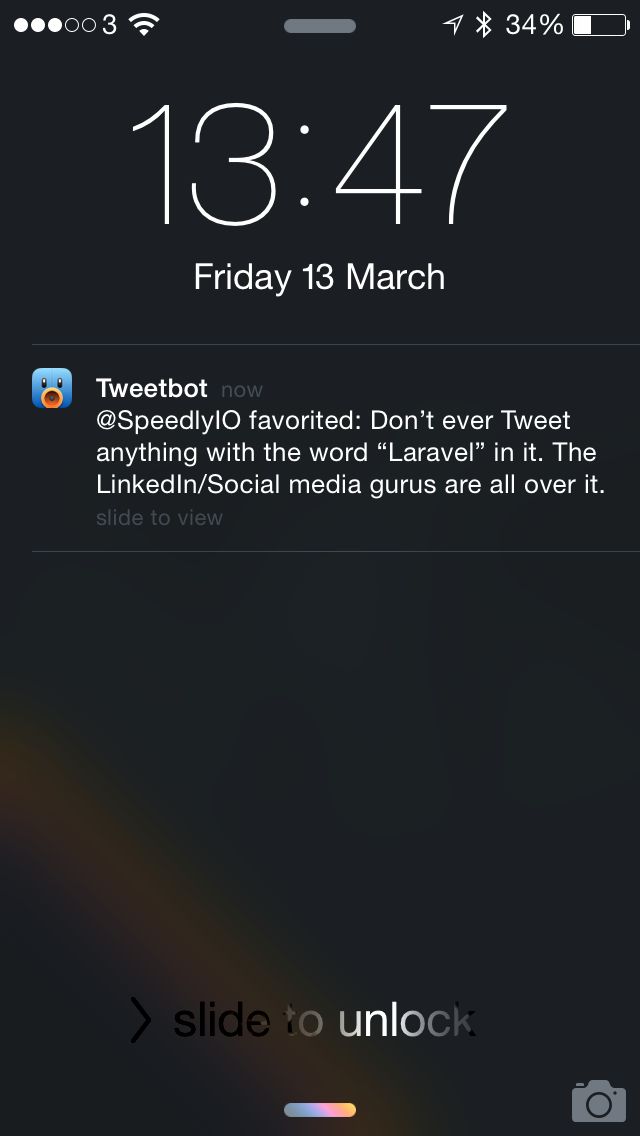 3 34%
13:47
Friday 13 March
Tweetbot now
@SpeedlyIO favorited: Don’t ever Tweet
anything with the word “Laravel” in it. The
LinkedIn/Social media gurus are all over it.
slide to view
slide to unlock